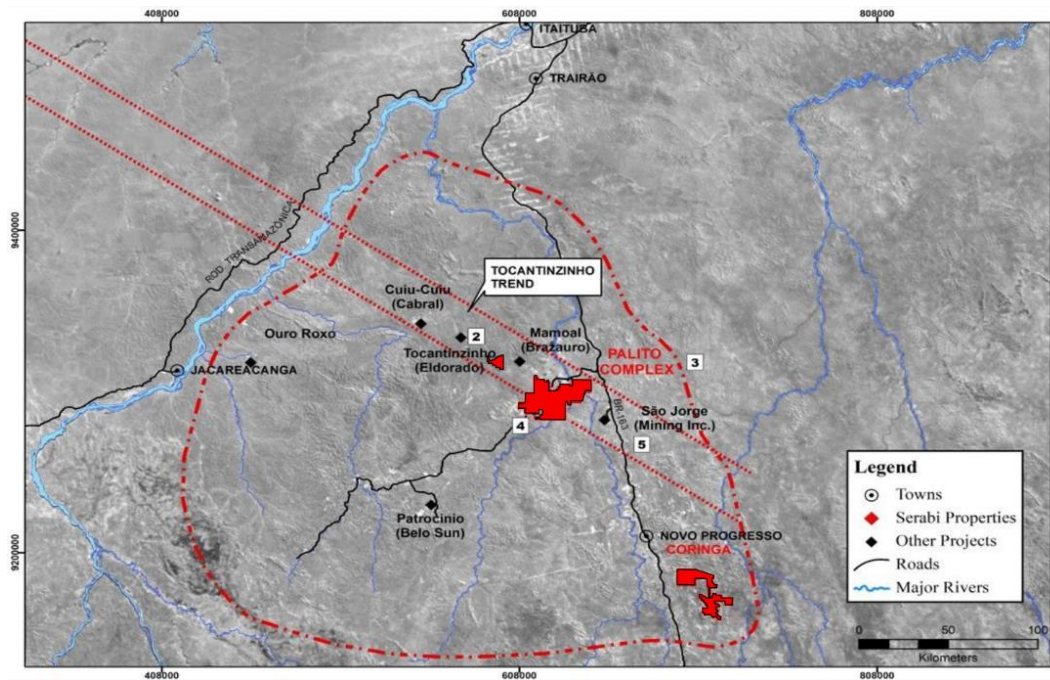 408000
608000
808000
ITAITUBA
TRAIRÃO
ROD. TRANSAMAZÔNICA
9400000
TOCANTINZINHO
TREND
Cuiu-Cuiu
(Cabral)
2
Mamoal
(Brazauro)
Ouro Roxo
Tocantinzinho
(Eldorado)
PALITO
COMPLEX
3
JACAREACANGA
BR-163
São Jorge
(Mining Inc.)
4
5
Patrocinio
(Belo Sun)
NOVO PROGRESSO
CORINGA
9200000
Legend
Towns
Serabi Properties
Other Projects
Roads
Major Rivers
0 50 100
Kilometers
408000
608000
808000